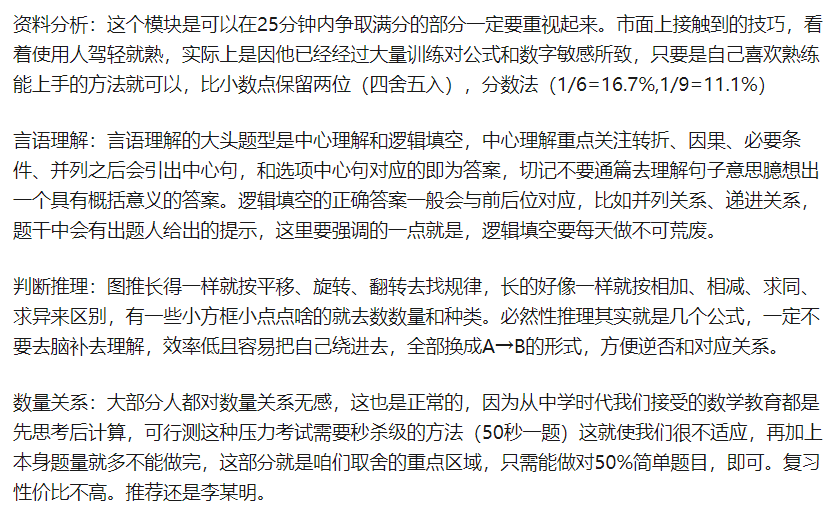 资料分析：这个模块是可以在25分钟内争取满分的部分一定要重视起来。市面上接触到的技巧，看
着使用人驾轻就熟，实际上是因他已经经过大量训练对公式和数字敏感所致，只要是自己喜欢熟练
能上手的方法就可以，比小数点保留两位（四舍五入），分数法（1/6=16.7%,1/9=11.1%）
言语理解：言语理解的大头题型是中心理解和逻辑填空，中心理解重点关注转折、因果、必要条
件、并列之后会引出中心句，和选项中心句对应的即为答案，切记不要通篇去理解句子意思臆想出
一个具有概括意义的答案。逻辑填空的正确答案一般会与前后位对应，比如并列关系、递进关系，
题干中会有出题人给出的提示，这里要强调的一点就是，逻辑填空要每天做不可荒废。
判断推理：图推长得一样就按平移、旋转、翻转去找规律，长的好像一样就按相加、相减、求同、
求异来区别，有一些小方框小点点啥的就去数数量和种类。必然性推理其实就是几个公式，一定不
要去脑补去理解，效率低且容易把自己绕进去，全部换成A→B的形式，方便逆否和对应关系。
数量关系：大部分人都对数量关系无感，这也是正常的，因为从中学时代我们接受的数学教育都是
先思考后计算，可行测这种压力考试需要秒杀级的方法（50秒一题）这就使我们很不适应，再加上
本身题量就多不能做完，这部分就是咱们取舍的重点区域，只需能做对50%简单题目，即可。复习
性价比不高。推荐还是李某明。